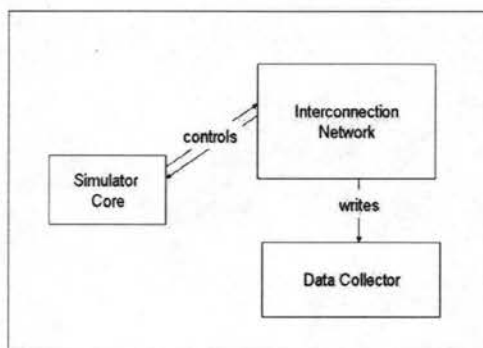 Interconnection
Network
controls
Simulator
Core
writes
Data Collector